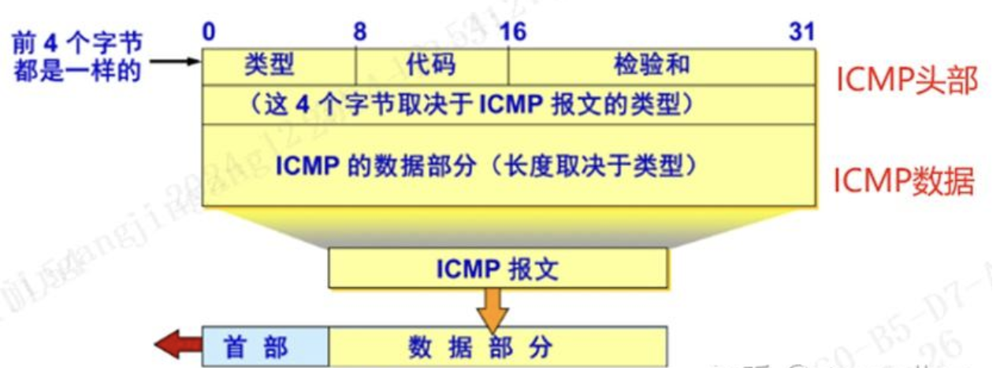 0 8 16 31
前 4 个字节
都是一样的
类型 代码 检验和
ICMP头部
（这 4 个字节取决于 ICMP 报文的类型）
ICMP 的数据部分（长度取决于类型）
ICMP数据
ICMP 报文
首 部 数 据 部 分